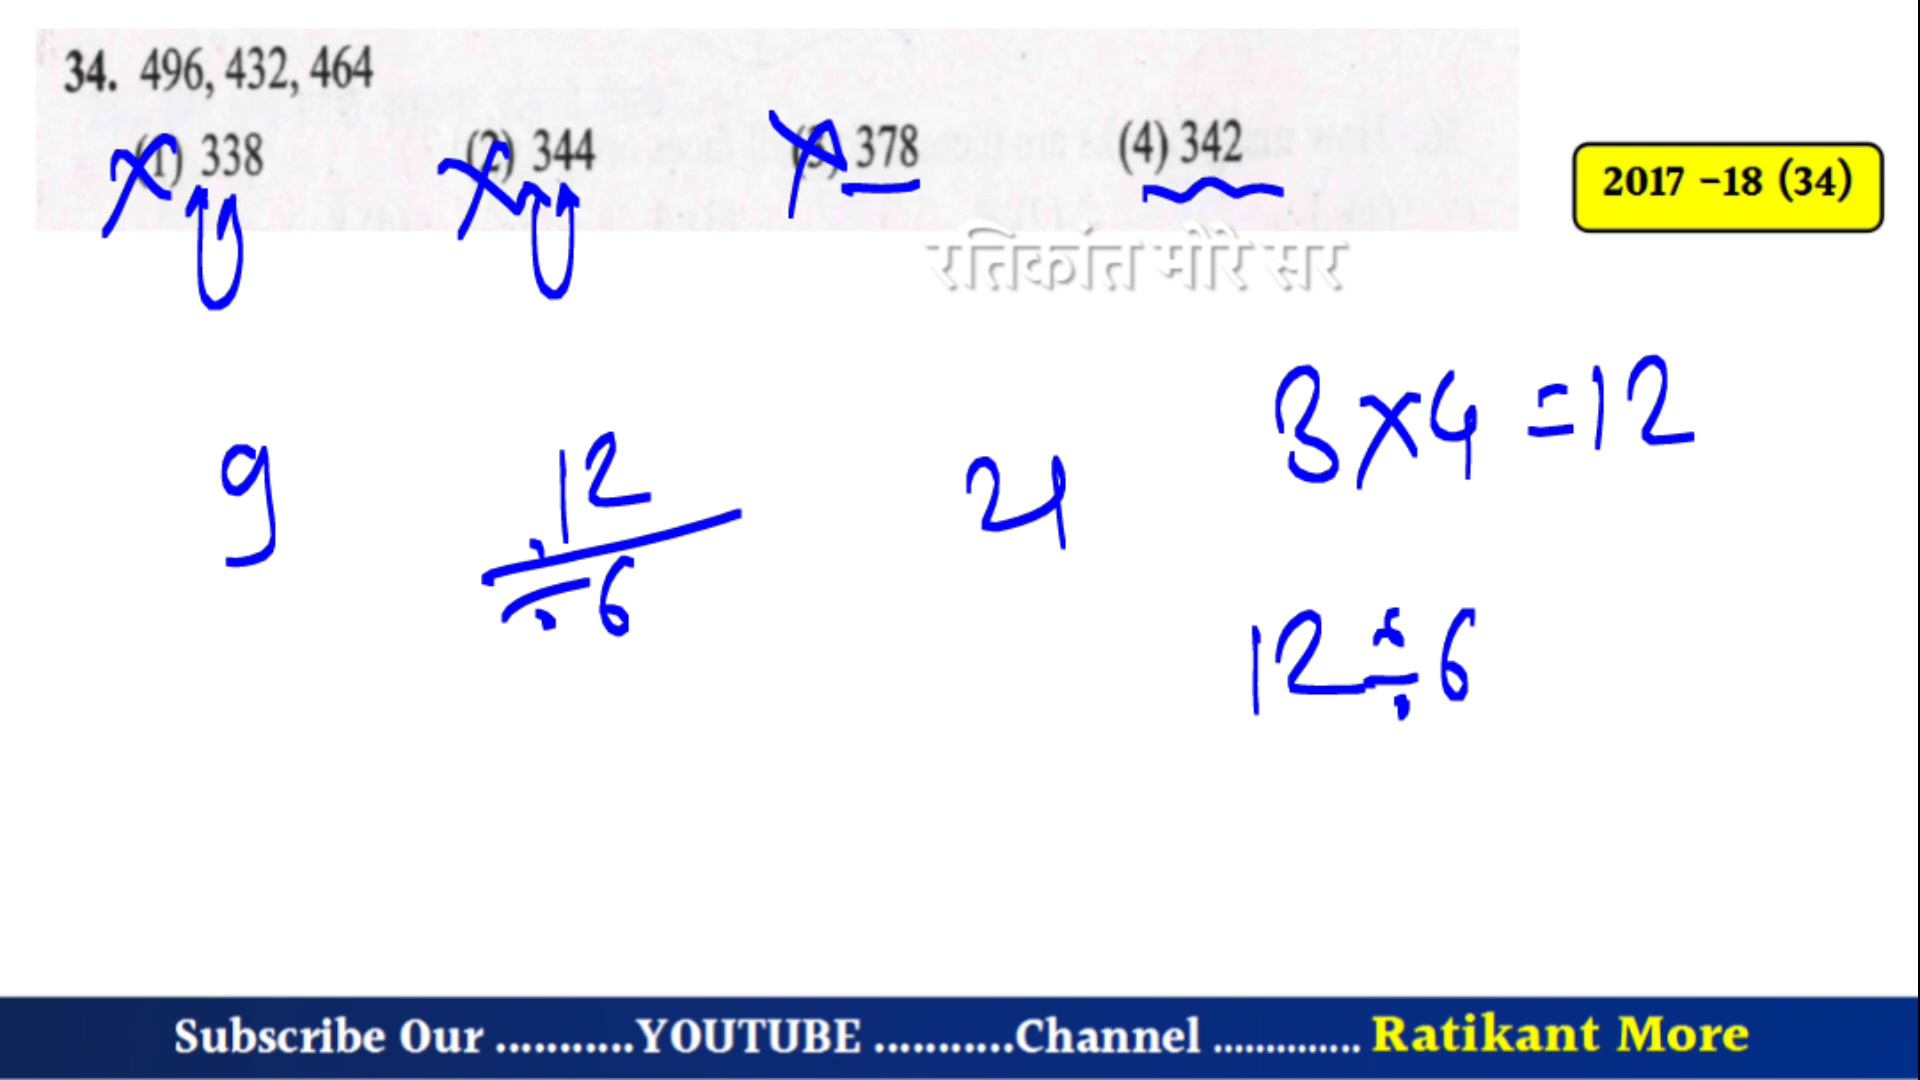 34. 496, 432, 464
(1) 338 (2) 344 (3) 378 (4) 342
2017 –18 (34)
रतिकांत मोरे सर
3×4 =12
9 12 21
÷6
12÷6
Subscribe Our ...........YOUTUBE ...........Channel .............. Ratikant More